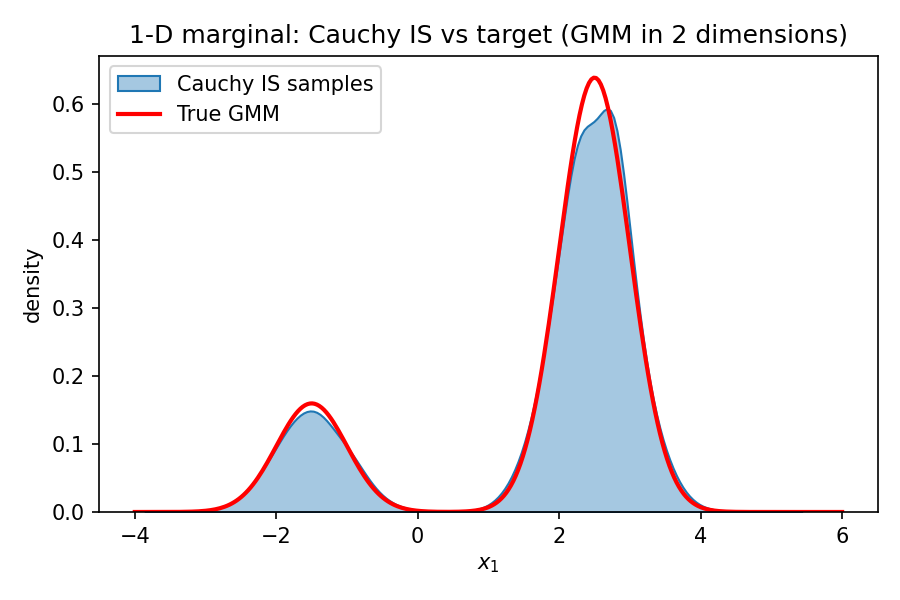 1-D marginal: Cauchy IS vs target (GMM in 2 dimensions)
Cauchy IS samples
True GMM
density
0.6
0.5
0.4
0.3
0.2
0.1
0.0
−4 −2 0 2 4 6
x₁